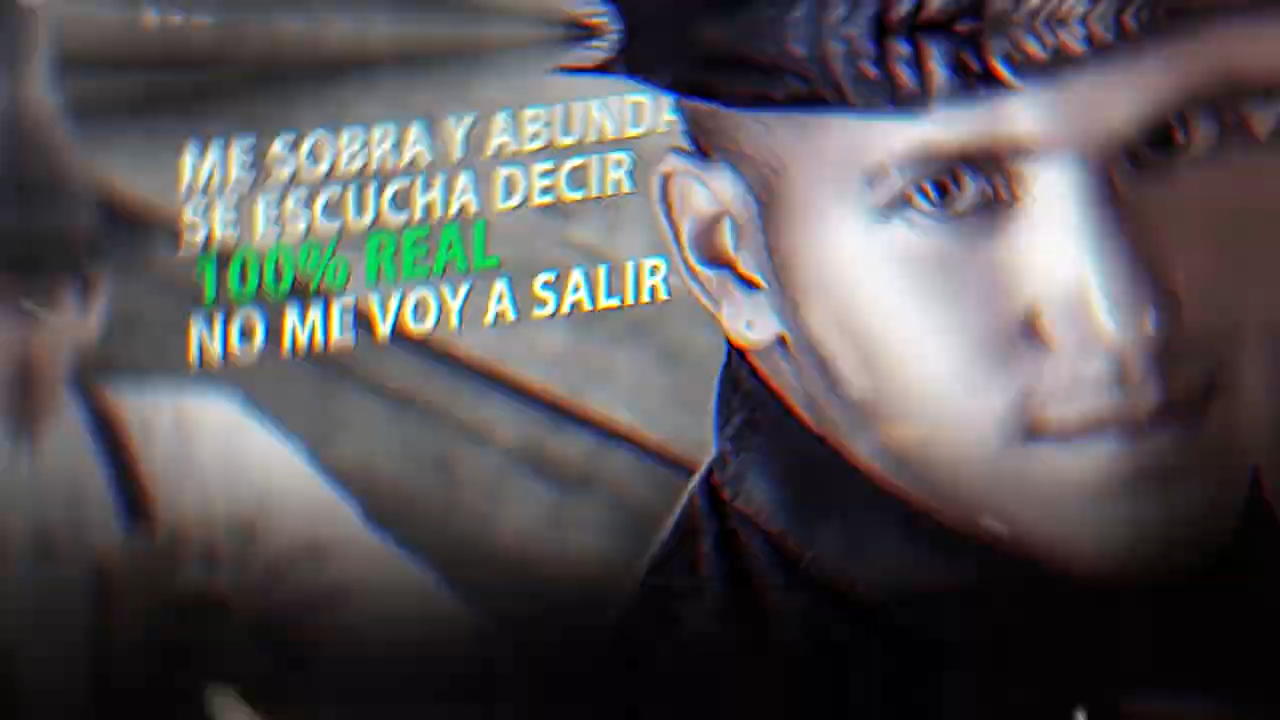 ME SOBRA Y ABUNDA
SE ESCUCHA DECIR
100% REAL
NO ME VOY A SALIR